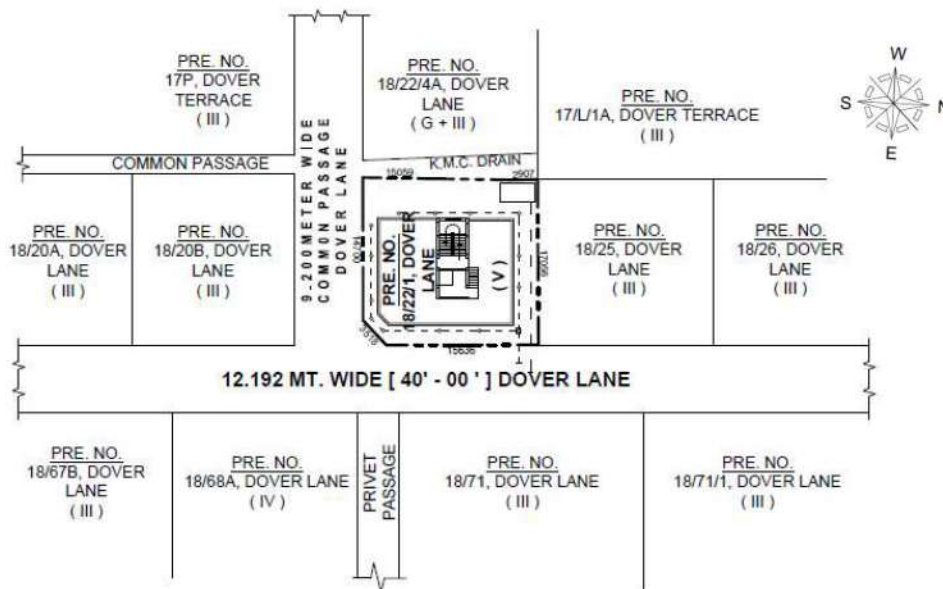 PRE. NO.
17P, DOVER
TERRACE
( III )
PRE. NO.
18/22/4A, DOVER
LANE
( G + III )
PRE. NO.
17/L/1A, DOVER TERRACE
( III )
W
S
N
E
COMMON PASSAGE
K.M.C. DRAIN
9.200METER WIDE
COMMON PASSAGE
DOVER LANE
15059
2907
PRE. NO.
18/20A, DOVER
LANE
( III )
PRE. NO.
18/20B, DOVER
LANE
( III )
PRE. NO.
18/22/1, DOVER
LANE
( V )
17056
3518
15636
PRE. NO.
18/25, DOVER
LANE
( III )
PRE. NO.
18/26, DOVER
LANE
( III )
12.192 MT. WIDE [ 40' - 00 ' ] DOVER LANE
PRE. NO.
18/67B, DOVER
LANE
( III )
PRE. NO.
18/68A, DOVER LANE
( IV )
PRIVET
PASSAGE
PRE. NO.
18/71, DOVER LANE
( III )
PRE. NO.
18/71/1, DOVER LANE
( III )